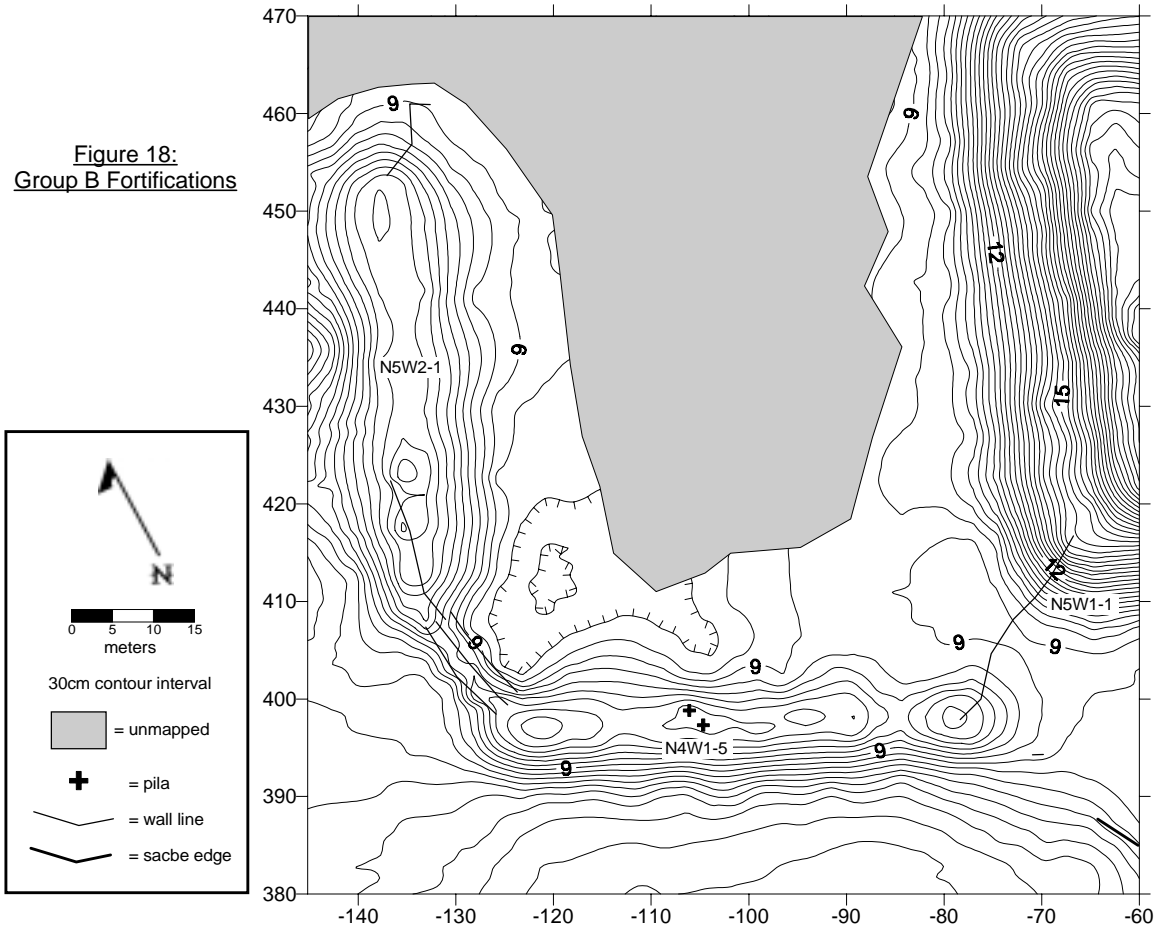 Figure 18:
Group B Fortifications
N
0 5 10 15
meters
30cm contour interval
= unmapped
= pila
= wall line
= sacbe edge
470
460
450
440
430
420
410
400
390
380
-140 -130 -120 -110 -100 -90 -80 -70 -60
9
9
12
N5W2-1
9
15
12
N5W1-1
9
9
9
9
N4W1-5
9
9